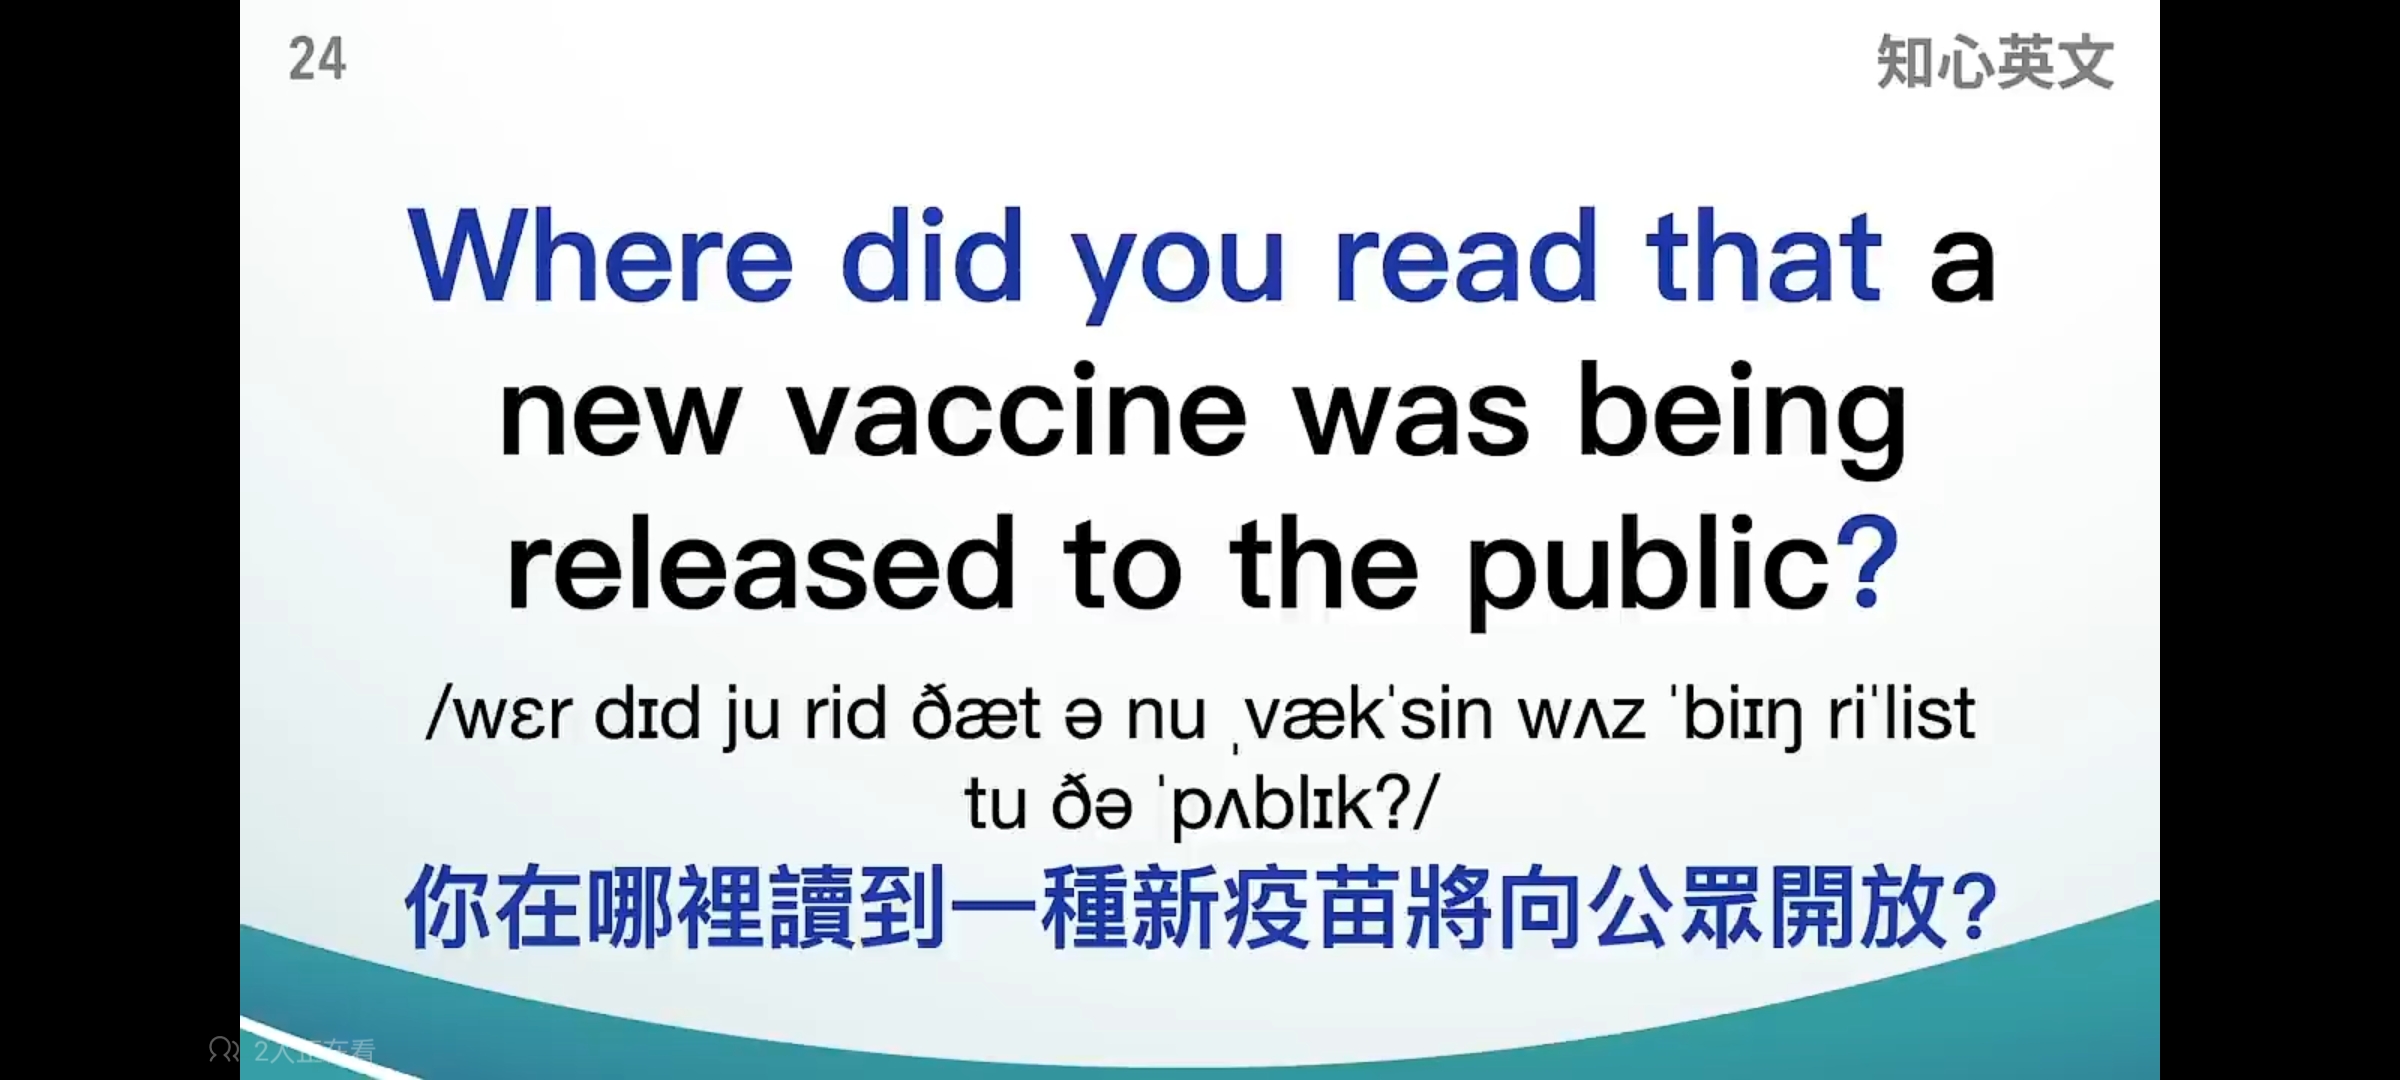 24
知心英文
Where did you read that a
new vaccine was being
released to the public?
/wɛr dɪd ju rid ðæt ə nu ˌvækˈsin wʌz ˈbiɪŋ riˈlist
tu ðə ˈpʌblɪk?/
你在哪裡讀到一種新疫苗將向公眾開放?
2人正在看